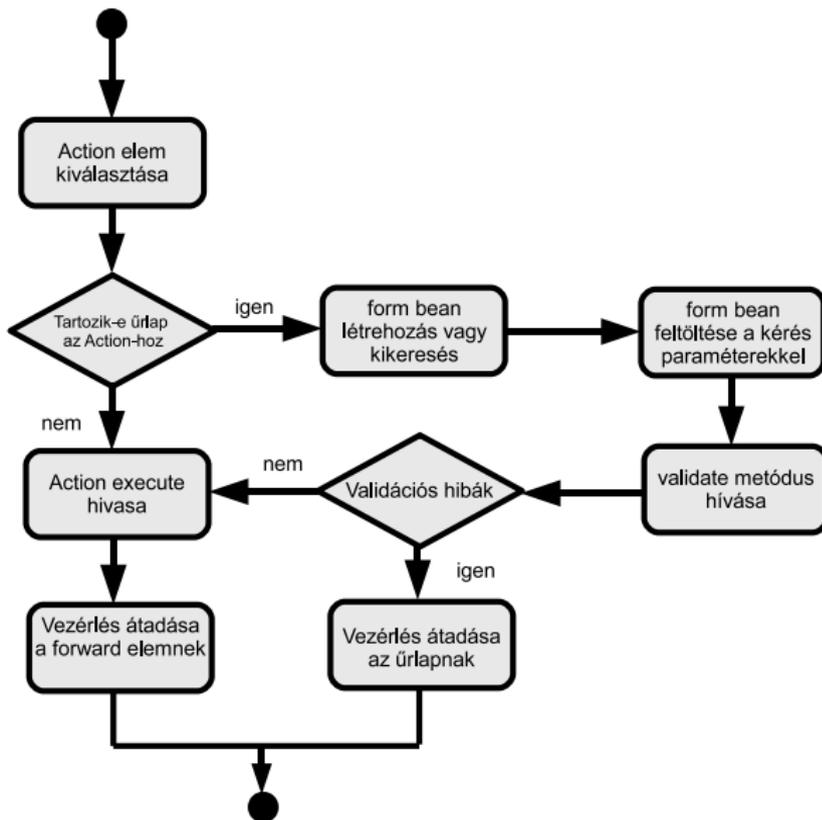 Action elem
kiválasztása
Tartozik-e űrlap
az Action-hoz
igen
form bean
létrehozás vagy
kikeresés
form bean
feltöltése a kérés
paraméterekkel
nem
Action execute
hivasa
nem
Validációs hibák
validate metódus
hívása
igen
Vezérlés átadása
a forward elemnek
Vezérlés átadása
az űrlapnak